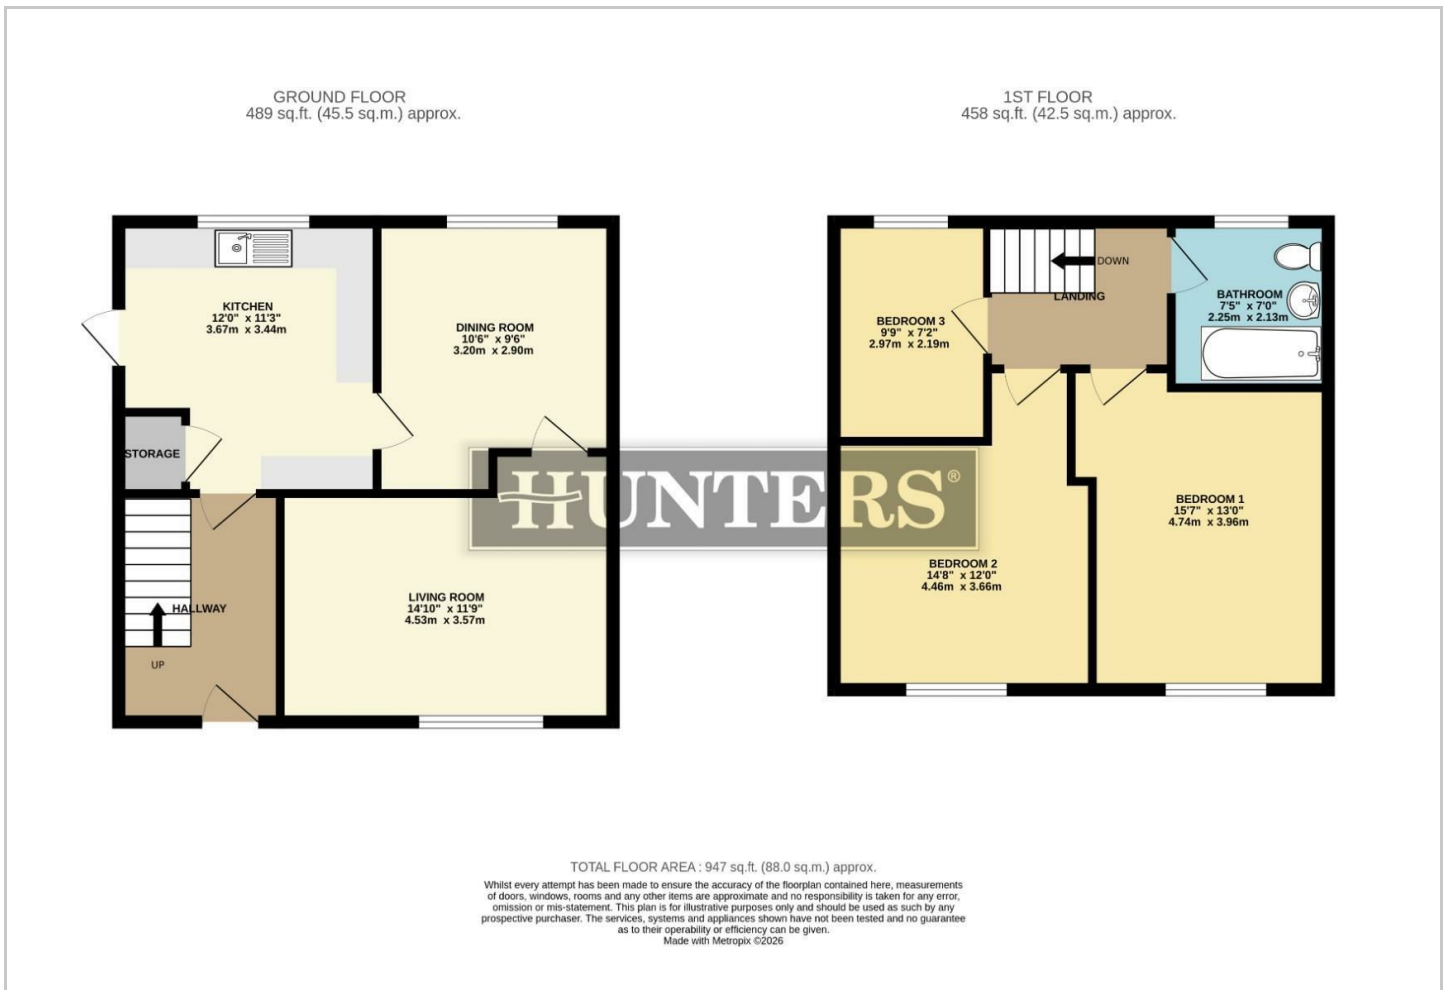 GROUND FLOOR
489 sq.ft. (45.5 sq.m.) approx.
KITCHEN
12'0" x 11'3"
3.67m x 3.44m
DINING ROOM
10'6" x 9'6"
3.20m x 2.90m
STORAGE
HALLWAY
UP
LIVING ROOM
14'10" x 11'9"
4.53m x 3.57m
1ST FLOOR
458 sq.ft. (42.5 sq.m.) approx.
DOWN
LANDING
BATHROOM
7'5" x 7'0"
2.25m x 2.13m
BEDROOM 3
9'9" x 7'2"
2.97m x 2.19m
BEDROOM 1
15'7" x 13'0"
4.74m x 3.96m
BEDROOM 2
14'8" x 12'0"
4.46m x 3.66m
HUNTERS®
TOTAL FLOOR AREA : 947 sq.ft. (88.0 sq.m.) approx.
Whilst every attempt has been made to ensure the accuracy of the floorplan contained here, measurements
of doors, windows, rooms and any other items are approximate and no responsibility is taken for any error,
omission or mis-statement. This plan is for illustrative purposes only and should be used as such by any
prospective purchaser. The services, systems and appliances shown have not been tested and no guarantee
as to their operability or efficiency can be given.
Made with Metropix ©2026